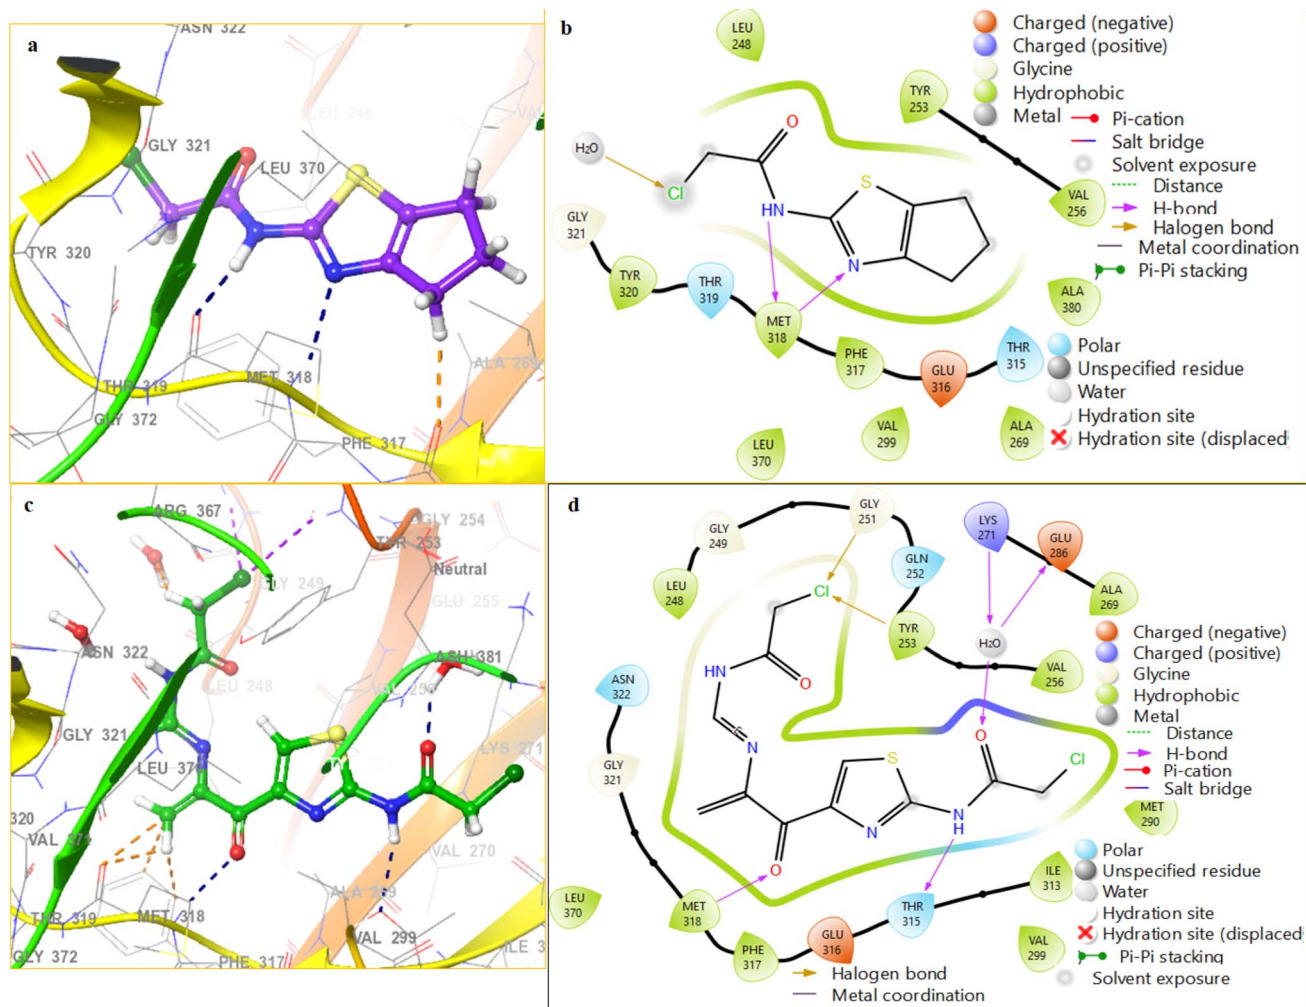 a
ASN 322
LEU 248
VAL
GLY 321
LEU 370
TYR 320
ALA 269
THR 319
MET 318
GLY 372
PHE 317
b
LEU
248
TYR
253
VAL
256
H₂O
Cl
O
HN
S
N
GLY
321
TYR
320
THR
319
MET
318
PHE
317
GLU
316
THR
315
ALA
380
LEU
370
VAL
299
ALA
269
Charged (negative)
Charged (positive)
Glycine
Hydrophobic
Metal
Pi-cation
Salt bridge
Solvent exposure
Distance
H-bond
Halogen bond
Metal coordination
Pi-Pi stacking
Polar
Unspecified residue
Water
Hydration site
Hydration site (displaced
c
ARG 367
GLY 254
TYR 253
Neutral
GLY 249
GLU 255
ASN 322
ASH 381
LEU 248
GLY 321
LYS 271
320
VAL 270
THR 319
MET 318
VAL 299
ILE 3
GLY 372
PHE 317
d
GLY
249
GLY
251
LEU
248
GLN
252
LYS
271
GLU
286
ALA
269
TYR
253
H₂O
VAL
256
ASN
322
GLY
321
Cl
HN
O
N
O
S
N
N
H
O
Cl
MET
290
ILE
313
VAL
299
LEU
370
MET
318
PHE
317
GLU
316
THR
315
Charged (negative)
Charged (positive)
Glycine
Hydrophobic
Metal
Distance
H-bond
Pi-cation
Salt bridge
Polar
Unspecified residue
Water
Hydration site
Hydration site (displaced
Pi-Pi stacking
Solvent exposure
Halogen bond
Metal coordination